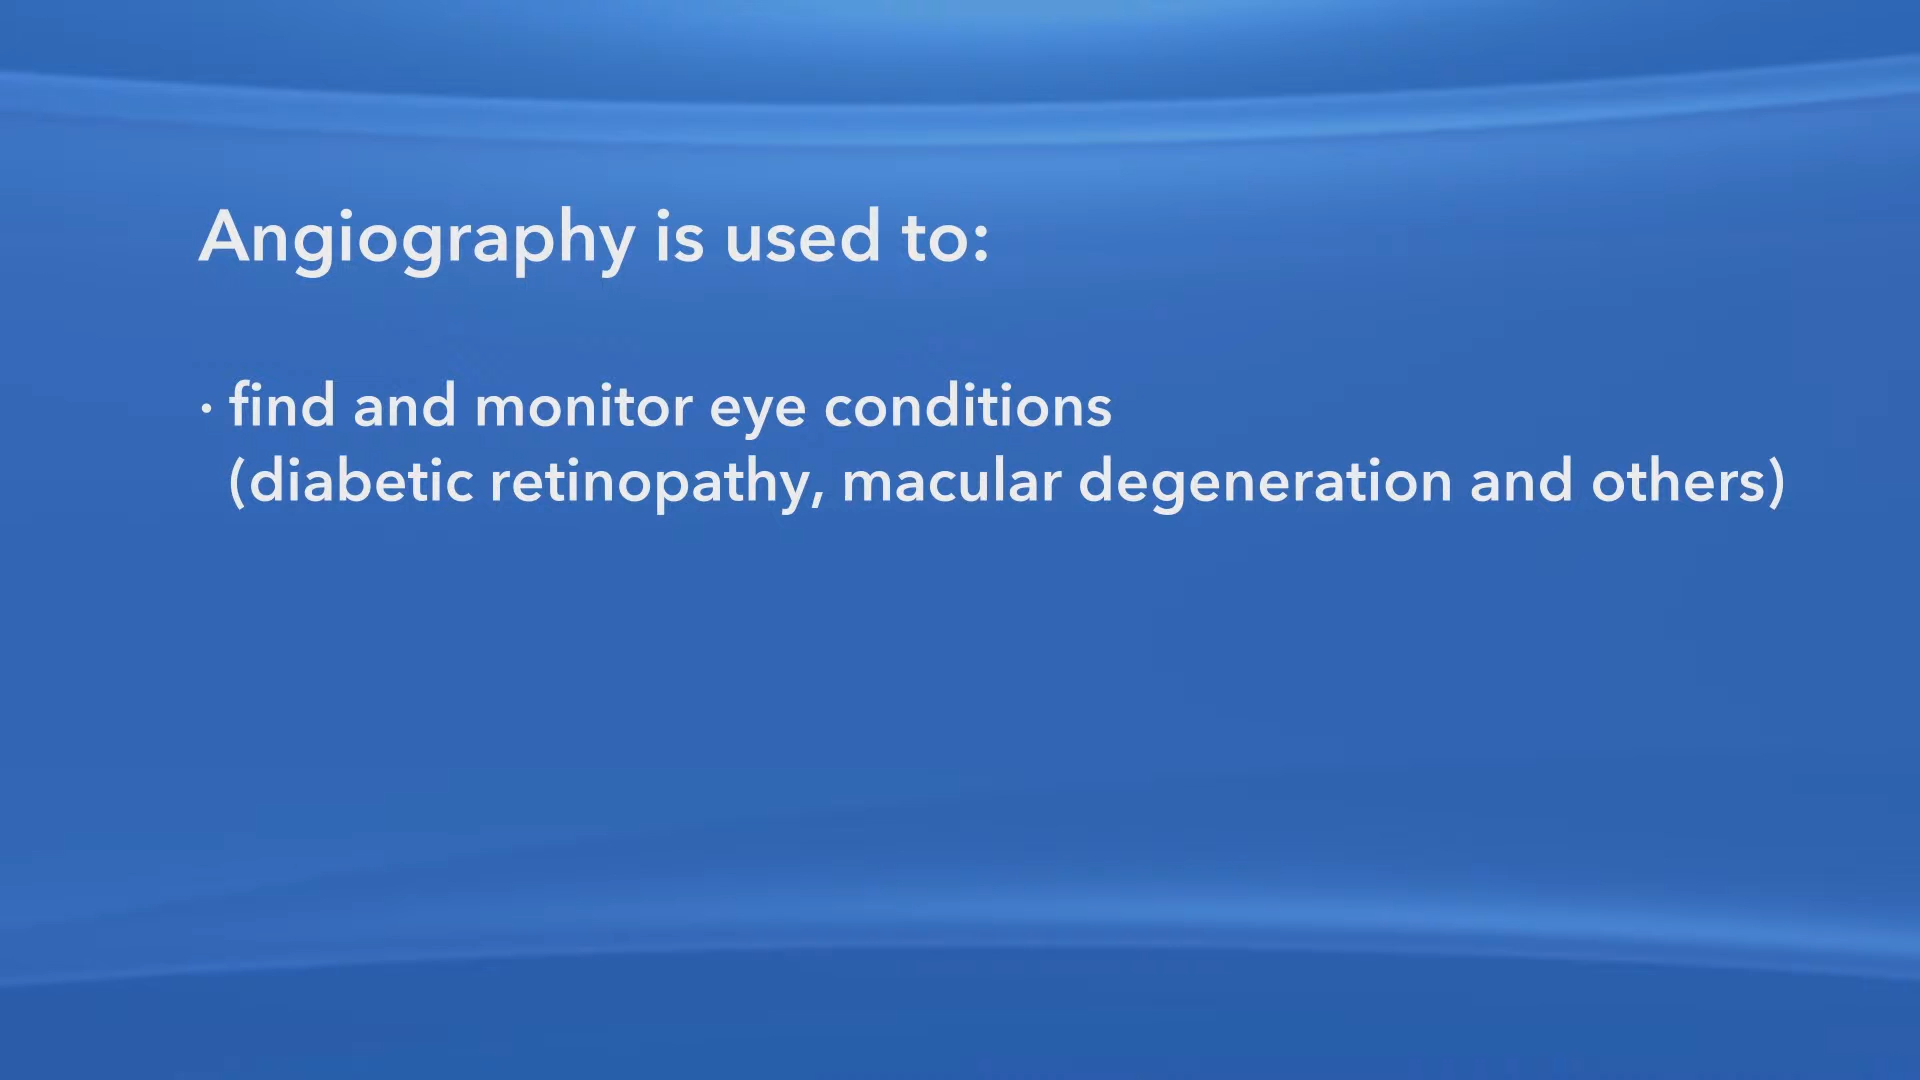 Angiography is used to:
· find and monitor eye conditions
(diabetic retinopathy, macular degeneration and others)